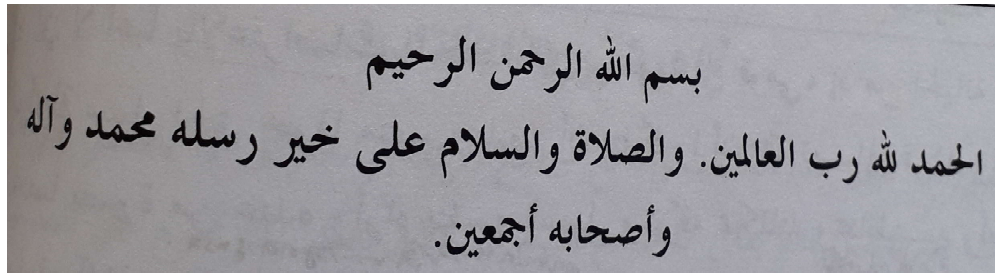 بسم الله الرحمن الرحيم
الحمد لله رب العالمين. والصلاة والسلام على خير رسله محمد وآله
وأصحابه أجمعين.